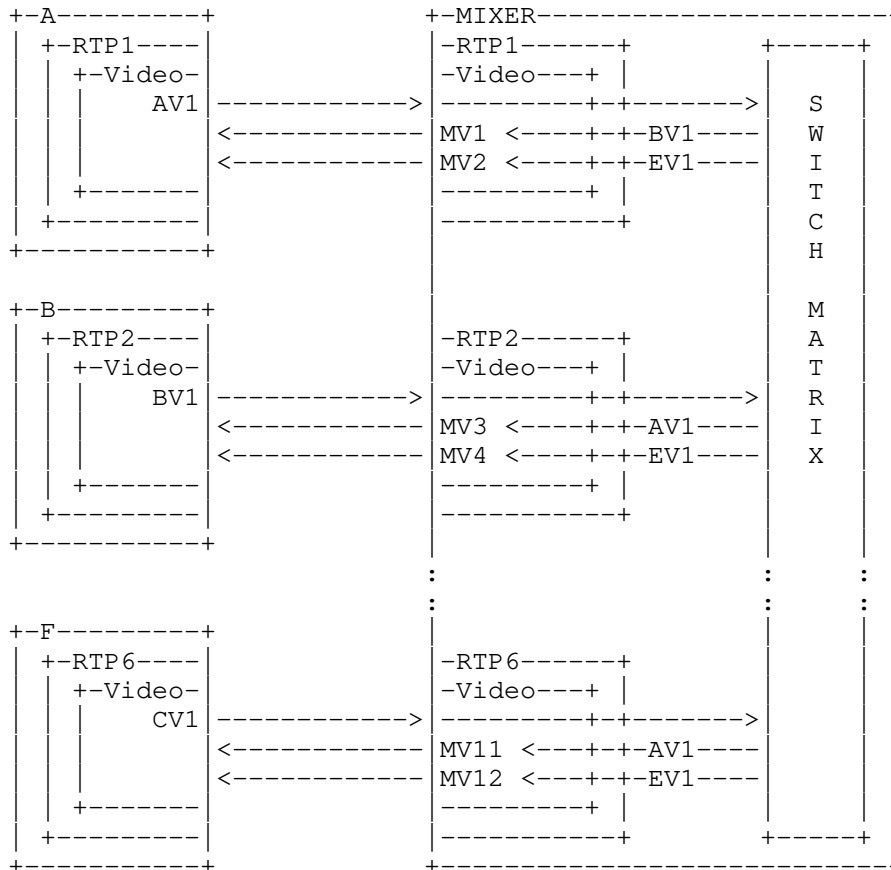 +-A---------+             +-MIXER----------------------
| +-RTP1----|             |-RTP1------+        +-----+
| | +-Video-|             |-Video---+ |        |     |
| | |    AV1|------------>|---------+-+------->|  S  |
| | |       |<------------|MV1 <----+-+-BV1----|  W  |
| | |       |<------------|MV2 <----+-+-EV1----|  I  |
| | +-------|             |---------+ |        |  T  |
| +---------|             |-----------+        |  C  |
+-----------+             |                    |  H  |
                          |                    |     |
+-B---------+             |                    |  M  |
| +-RTP2----|             |-RTP2------+        |  A  |
| | +-Video-|             |-Video---+ |        |  T  |
| | |    BV1|------------>|---------+-+------->|  R  |
| | |       |<------------|MV3 <----+-+-AV1----|  I  |
| | |       |<------------|MV4 <----+-+-EV1----|  X  |
| | +-------|             |---------+ |        |     |
| +---------|             |-----------+        |     |
+-----------+             |                    |     |
                          :                    :     :
                          :                    :     :
+-F---------+             |                    |     |
| +-RTP6----|             |-RTP6------+        |     |
| | +-Video-|             |-Video---+ |        |     |
| | |    CV1|------------>|---------+-+------->|     |
| | |       |<------------|MV11 <---+-+-AV1----|     |
| | |       |<------------|MV12 <---+-+-EV1----|     |
| | +-------|             |---------+ |        |     |
| +---------|             |-----------+        +-----+
+-----------+             +----------------------------